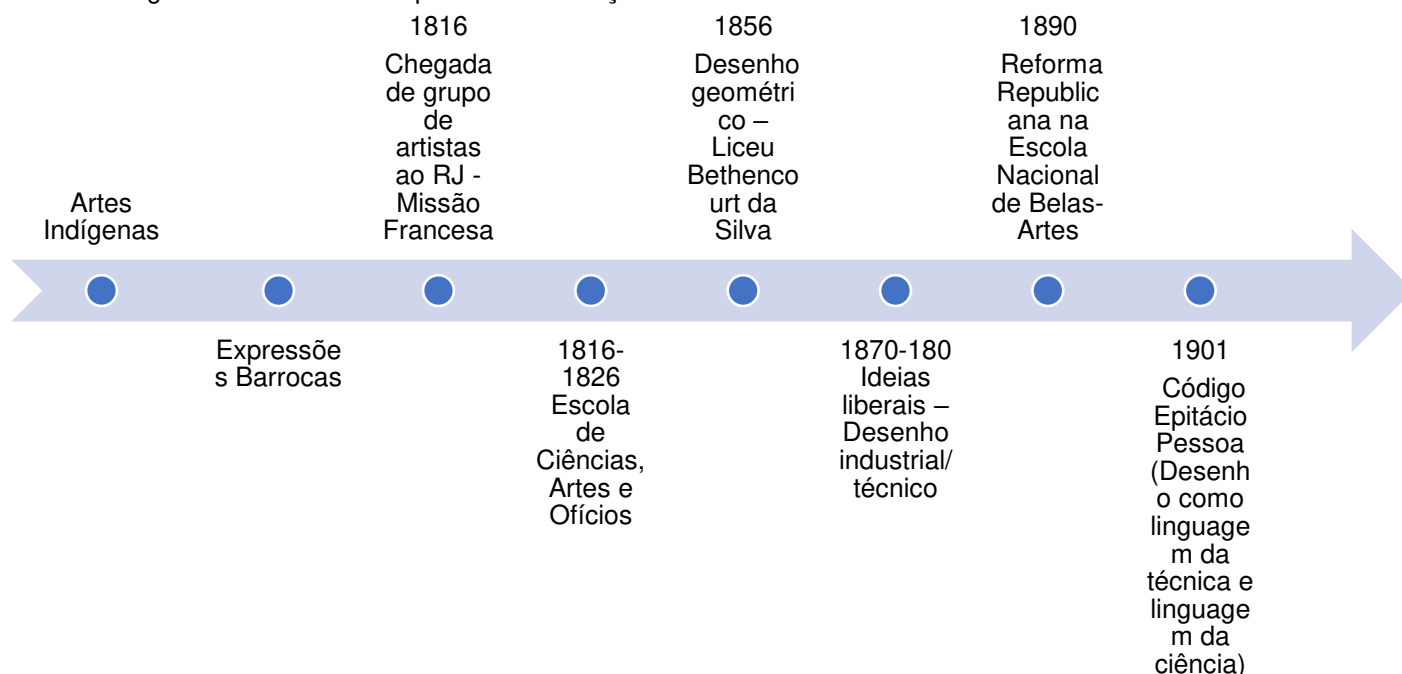 Artes
Indígenas
Expressõe
s Barrocas
1816
Chegada
de grupo
de
artistas
ao RJ -
Missão
Francesa
1816-
1826
Escola
de
Ciências,
Artes e
Ofícios
1856
Desenho
geométri
co –
Liceu
Bethenco
urt da
Silva
1870-180
Ideias
liberais –
Desenho
industrial/
técnico
1890
Reforma
Republic
ana na
Escola
Nacional
de Belas-
Artes
1901
Código
Epitácio
Pessoa
(Desenh
o como
linguage
m da
técnica e
linguage
m da
ciência)